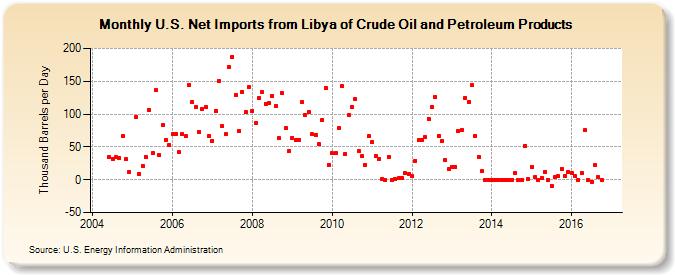 Monthly U.S. Net Imports from Libya of Crude Oil and Petroleum Products
Thousand Barrels per Day
200
150
100
50
0
-50
2004 2006 2008 2010 2012 2014 2016
Source: U.S. Energy Information Administration